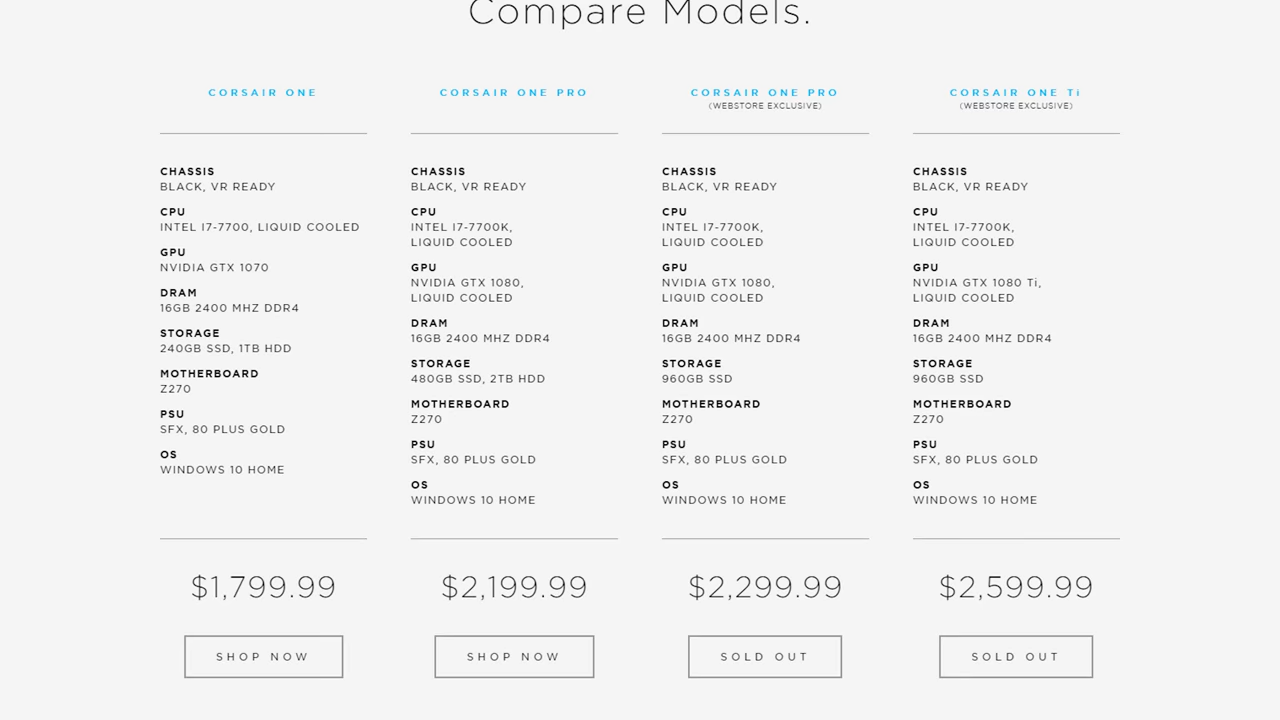 Compare Models.
CORSAIR ONE
CHASSIS
BLACK, VR READY
CPU
INTEL I7-7700, LIQUID COOLED
GPU
NVIDIA GTX 1070
DRAM
16GB 2400 MHZ DDR4
STORAGE
240GB SSD, 1TB HDD
MOTHERBOARD
Z270
PSU
SFX, 80 PLUS GOLD
OS
WINDOWS 10 HOME
$1,799.99
SHOP NOW
CORSAIR ONE PRO
CHASSIS
BLACK, VR READY
CPU
INTEL I7-7700K,
LIQUID COOLED
GPU
NVIDIA GTX 1080,
LIQUID COOLED
DRAM
16GB 2400 MHZ DDR4
STORAGE
480GB SSD, 2TB HDD
MOTHERBOARD
Z270
PSU
SFX, 80 PLUS GOLD
OS
WINDOWS 10 HOME
$2,199.99
SHOP NOW
CORSAIR ONE PRO
(WEBSTORE EXCLUSIVE)
CHASSIS
BLACK, VR READY
CPU
INTEL I7-7700K,
LIQUID COOLED
GPU
NVIDIA GTX 1080,
LIQUID COOLED
DRAM
16GB 2400 MHZ DDR4
STORAGE
960GB SSD
MOTHERBOARD
Z270
PSU
SFX, 80 PLUS GOLD
OS
WINDOWS 10 HOME
$2,299.99
SOLD OUT
CORSAIR ONE Ti
(WEBSTORE EXCLUSIVE)
CHASSIS
BLACK, VR READY
CPU
INTEL I7-7700K,
LIQUID COOLED
GPU
NVIDIA GTX 1080 Ti,
LIQUID COOLED
DRAM
16GB 2400 MHZ DDR4
STORAGE
960GB SSD
MOTHERBOARD
Z270
PSU
SFX, 80 PLUS GOLD
OS
WINDOWS 10 HOME
$2,599.99
SOLD OUT